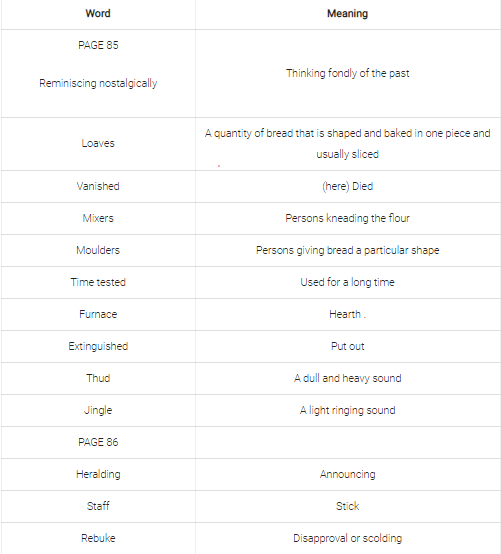 Word Meaning
PAGE 85
Reminiscing nostalgically
Thinking fondly of the past
Loaves
A quantity of bread that is shaped and baked in one piece and
usually sliced
Vanished (here) Died
Mixers Persons kneading the flour
Moulders Persons giving bread a particular shape
Time tested Used for a long time
Furnace Hearth .
Extinguished Put out
Thud A dull and heavy sound
Jingle A light ringing sound
PAGE 86
Heralding Announcing
Staff Stick
Rebuke Disapproval or scolding